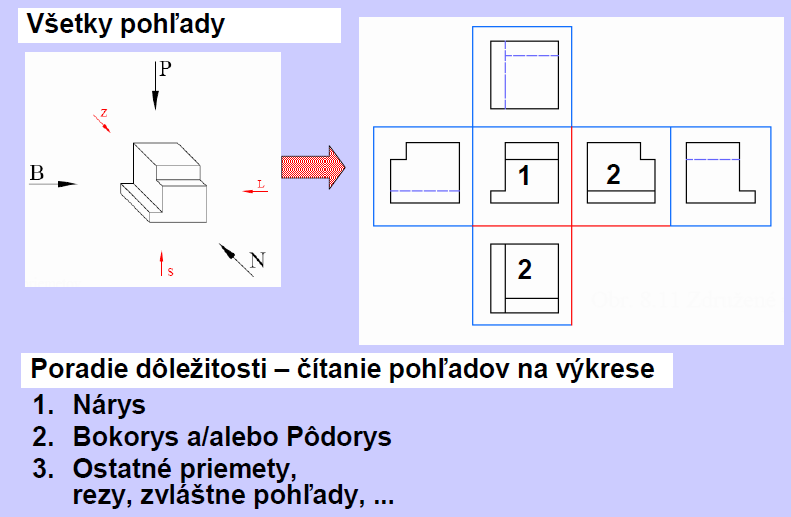 Všetky pohľady
P
Z
B
L
N
S
1
2
2
Poradie dôležitosti – čítanie pohľadov na výkrese
1. Nárys
2. Bokorys a/alebo Pôdorys
3. Ostatné priemety,
rezy, zvláštne pohľady, ...